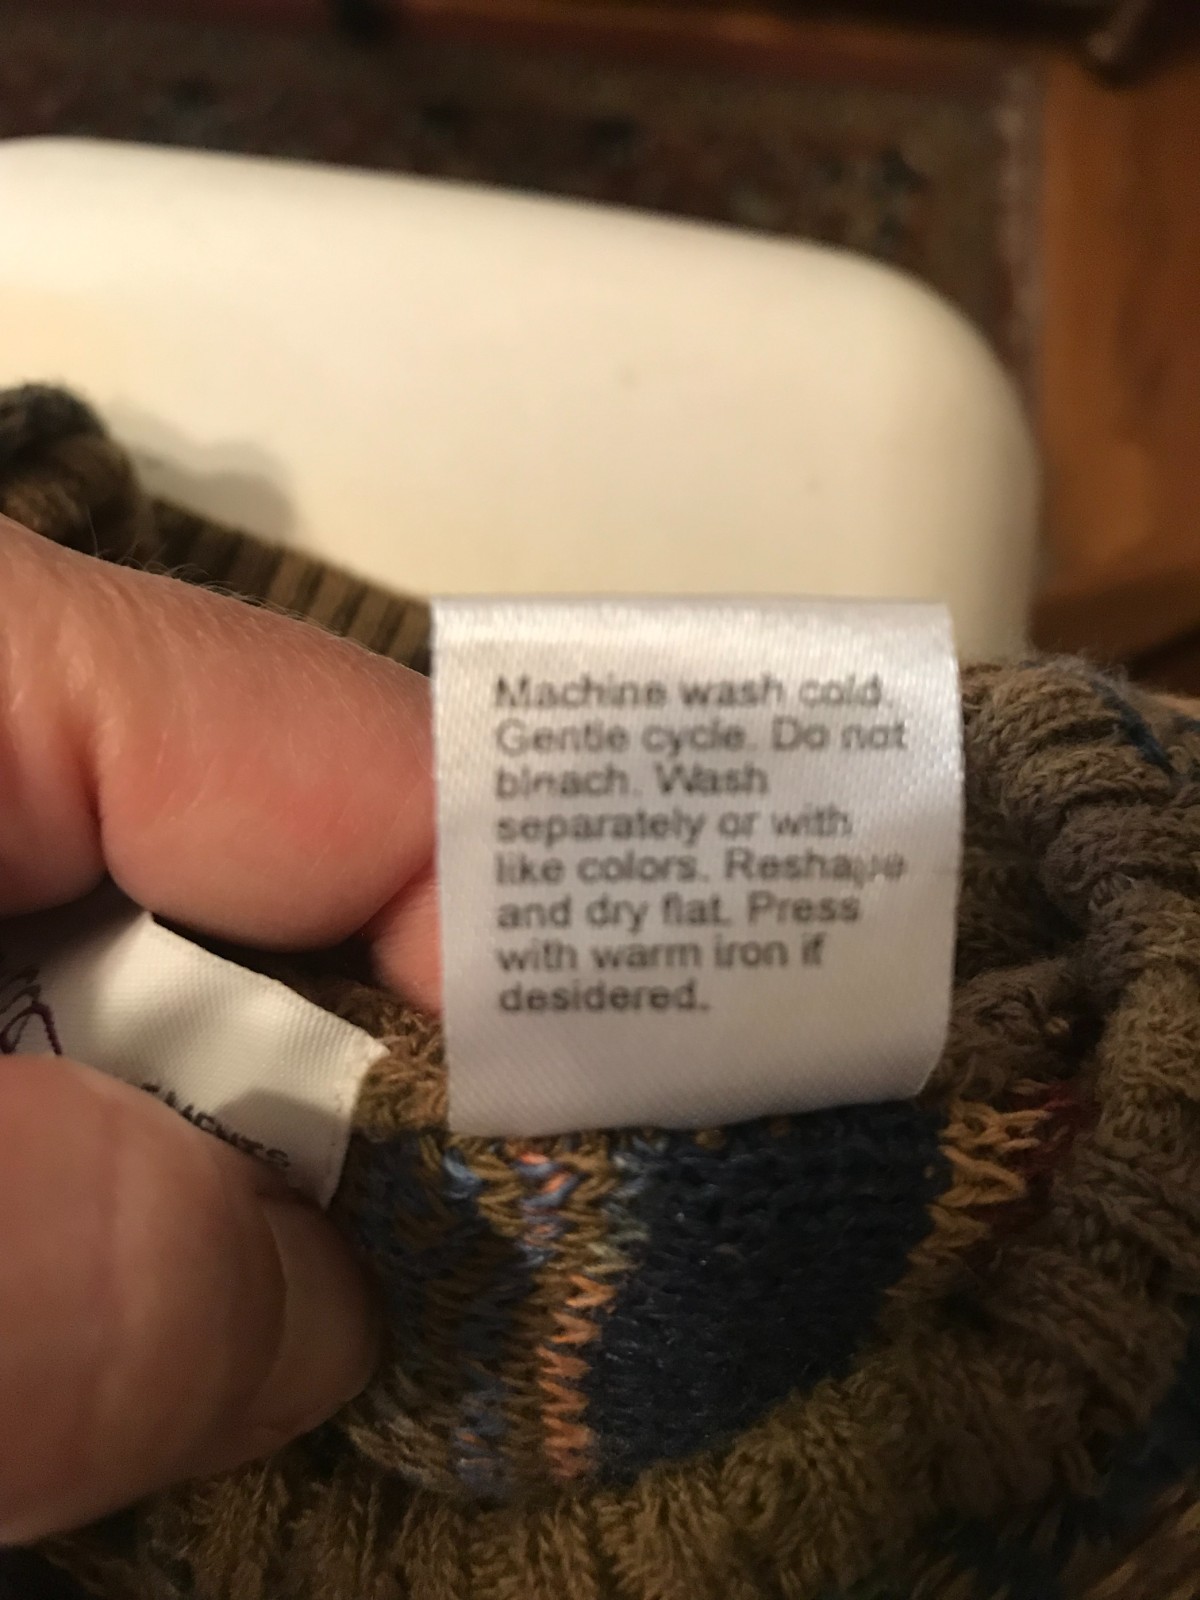 Machine wash cold.
Gentle cycle. Do not
bleach. Wash
separately or with
like colors. Reshape
and dry flat. Press
with warm iron if
desidered.